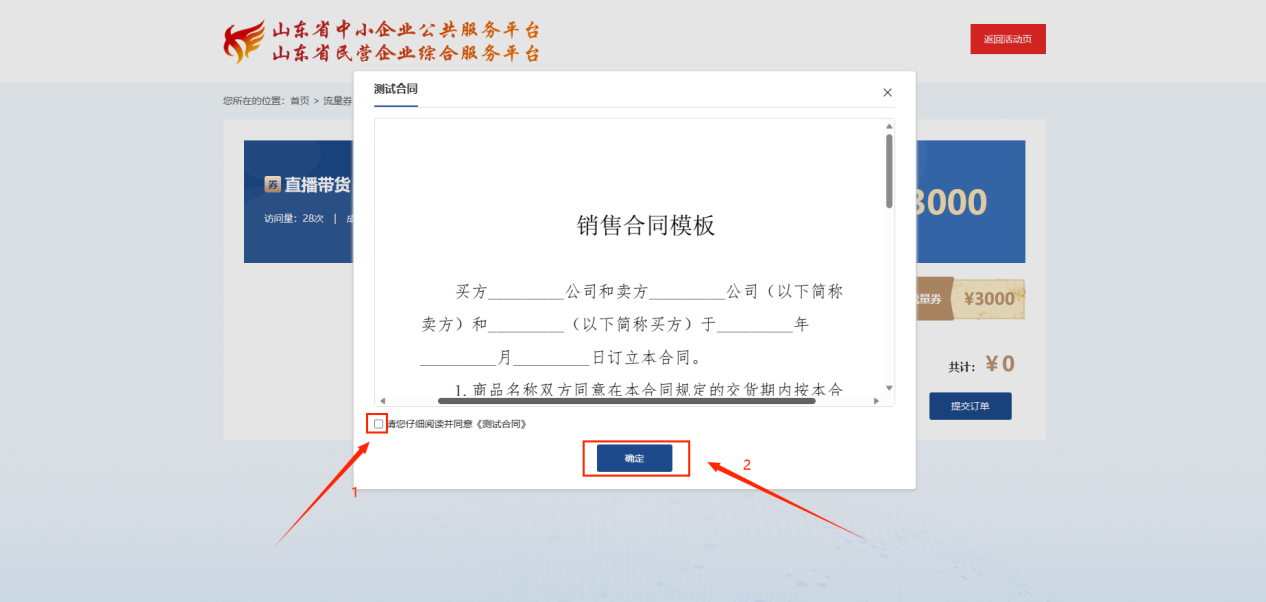 山东省中小企业公共服务平台
山东省民营企业综合服务平台
返回活动页
您所在的位置：首页 > 流量券
测试合同
券 直播带货
访问量：28次 |
3000
销售合同模板
买方________公司和卖方________公司（以下简称
卖方）和________（以下简称买方）于________年
________月________日订立本合同。
1. 商品名称双方同意在本合同规定的交货期内按本合
量券 ¥3000
共计： ¥0
提交订单
请您仔细阅读并同意《测试合同》
确定
1
2